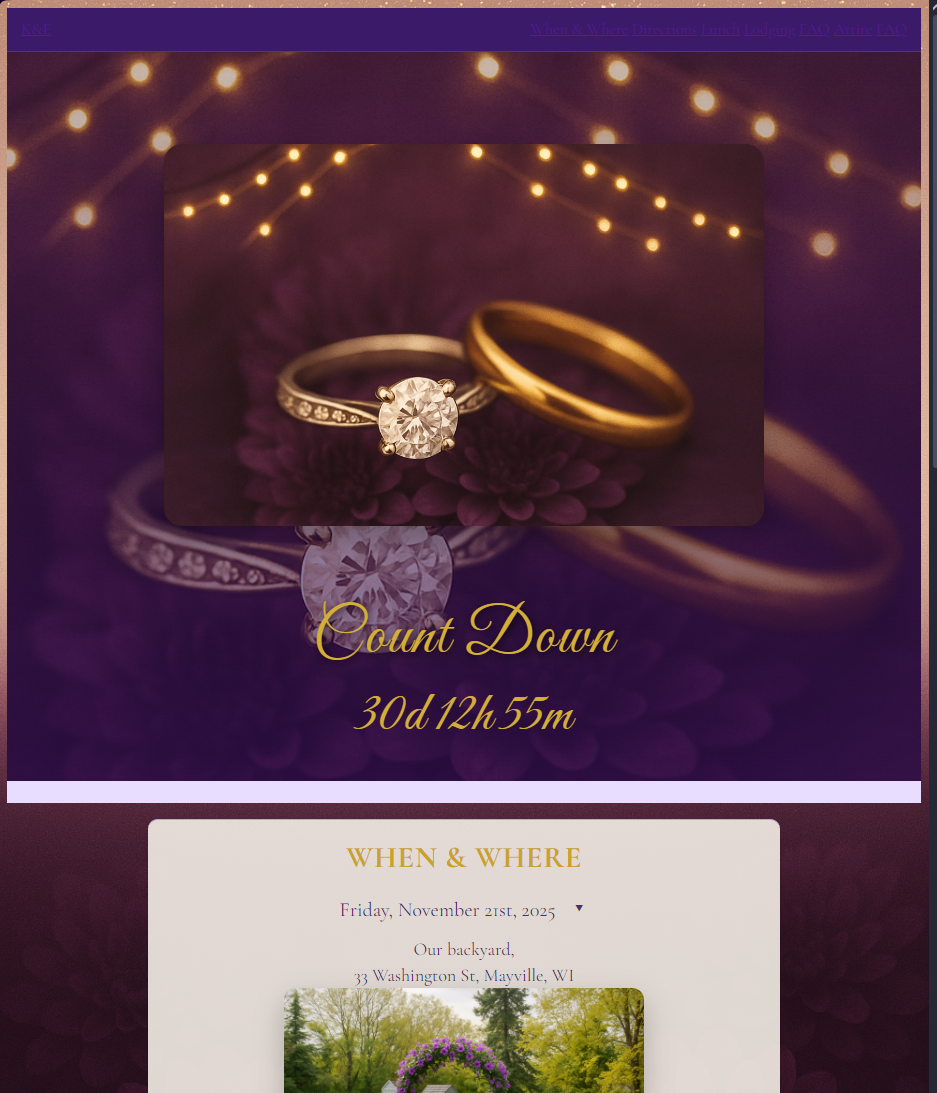 K&E
When & Where Directions Lunch Lodging FAQ Attire FAQ
Count Down
30d 12h 55m
WHEN & WHERE
Friday, November 21st, 2025 ▼
Our backyard,
33 Washington St, Mayville, WI